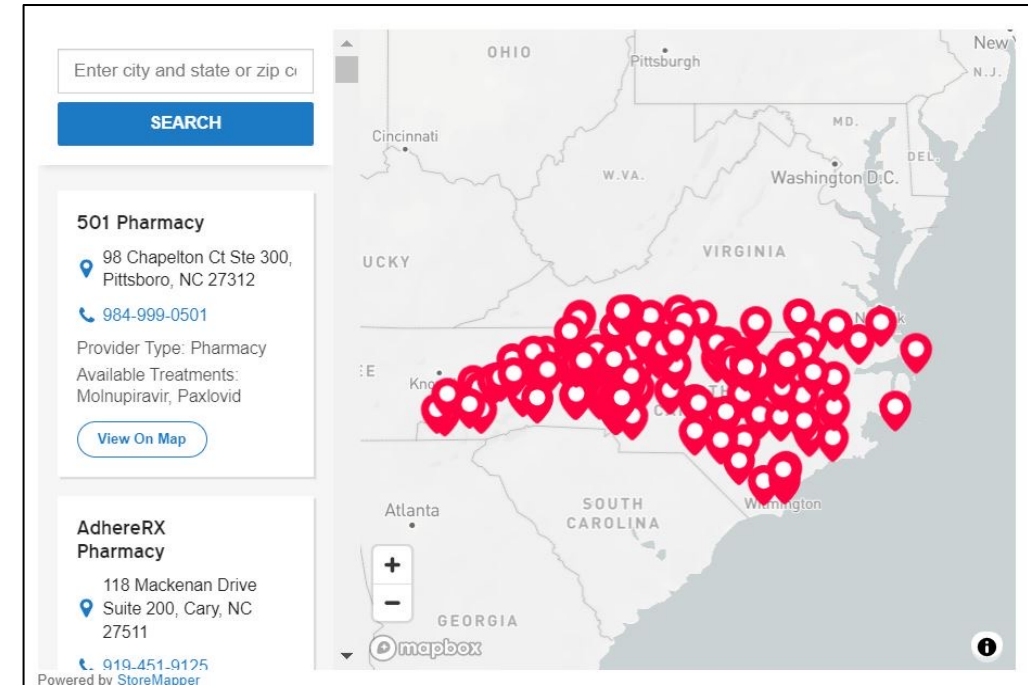 Enter city and state or zip c
SEARCH
501 Pharmacy
98 Chapelton Ct Ste 300,
Pittsboro, NC 27312
984-999-0501
Provider Type: Pharmacy
Available Treatments:
Molnupiravir, Paxlovid
View On Map
AdhereRX
Pharmacy
118 Mackenan Drive
Suite 200, Cary, NC
27511
919-451-9125
Powered by StoreMapper
OHIO
Pittsburgh
New
N.J.
Cincinnati
MD.
DEL.
W.VA.
Washington D.C.
VIRGINIA
UCKY
EE
Atlanta
SOUTH
CAROLINA
GEORGIA
mapbox